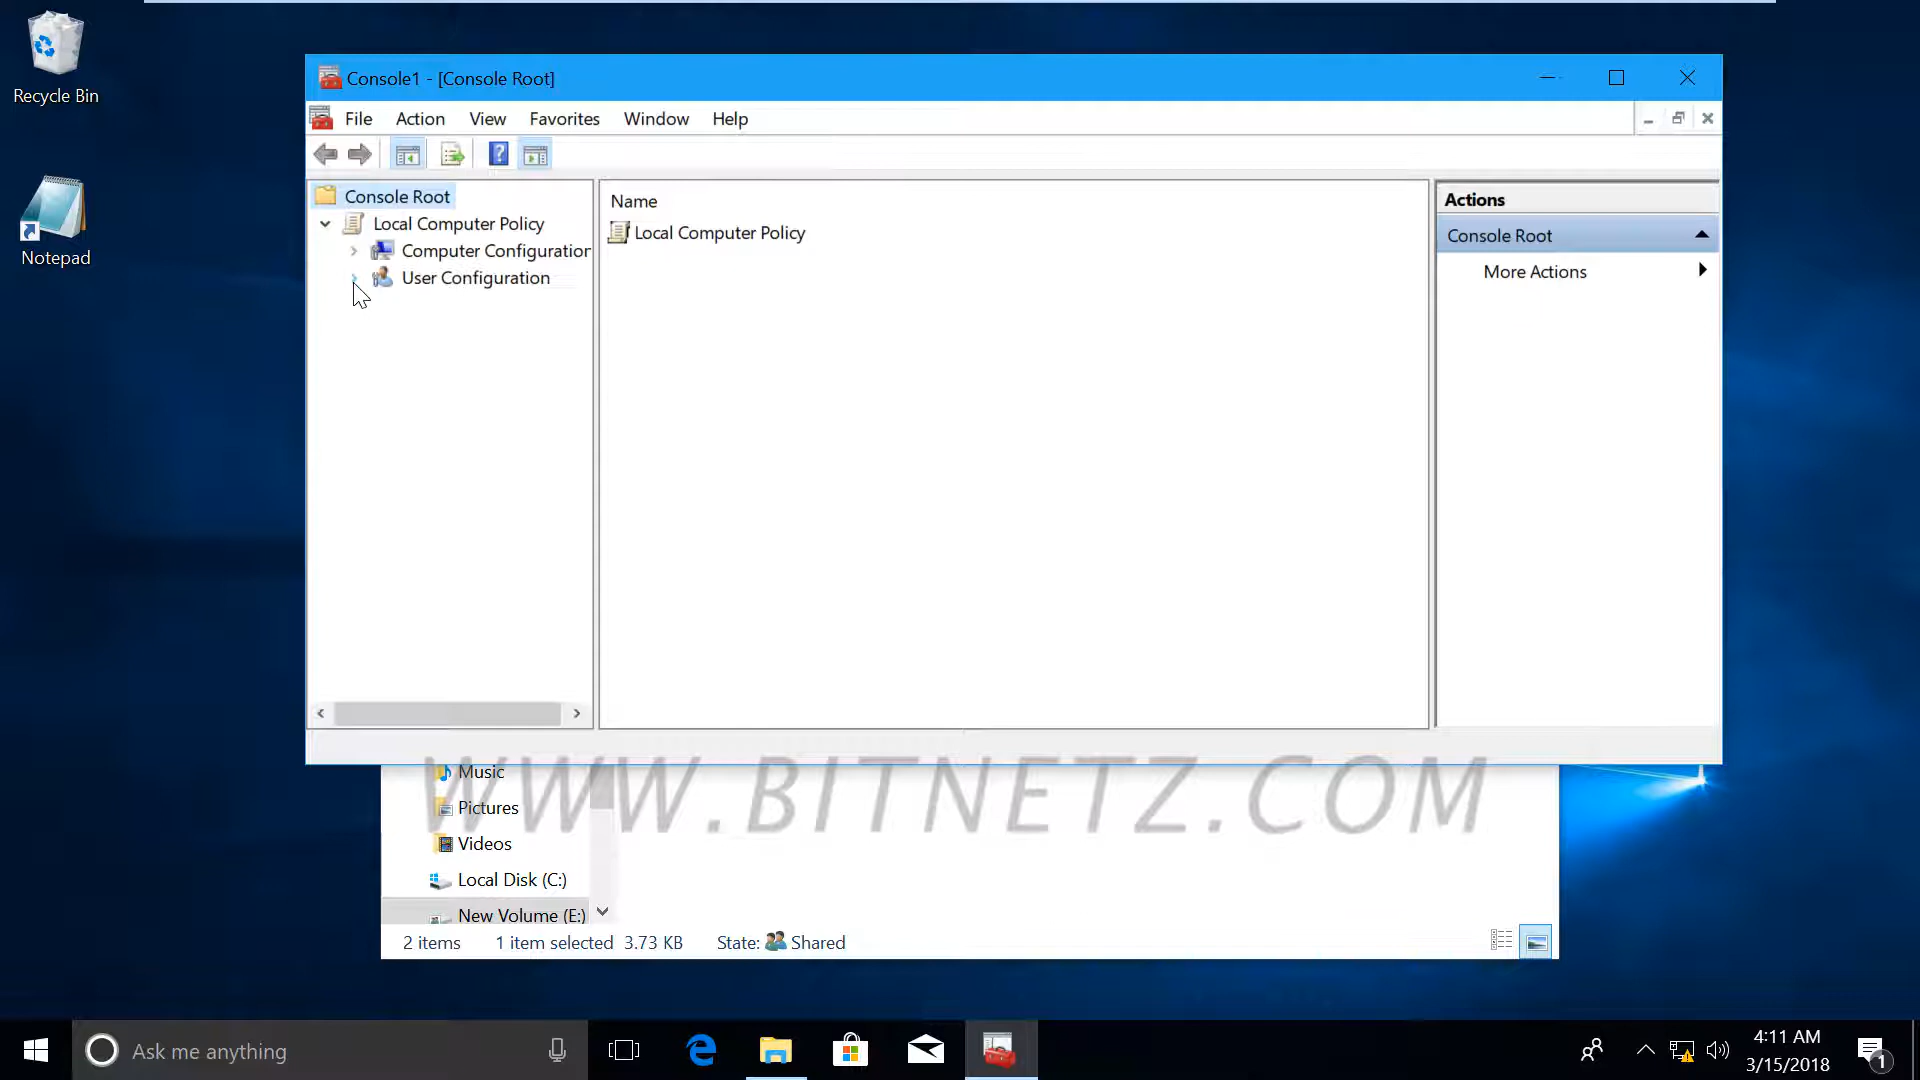 Recycle Bin
Notepad
Console1 - [Console Root]
File Action View Favorites Window Help
Console Root
Local Computer Policy
Computer Configuration
User Configuration
Name
Local Computer Policy
Actions
Console Root
More Actions
WWW.BITNETZ.COM
Music
Pictures
Videos
Local Disk (C:)
New Volume (E:)
2 items 1 item selected 3.73 KB State: Shared
Ask me anything
4:11 AM
3/15/2018
1